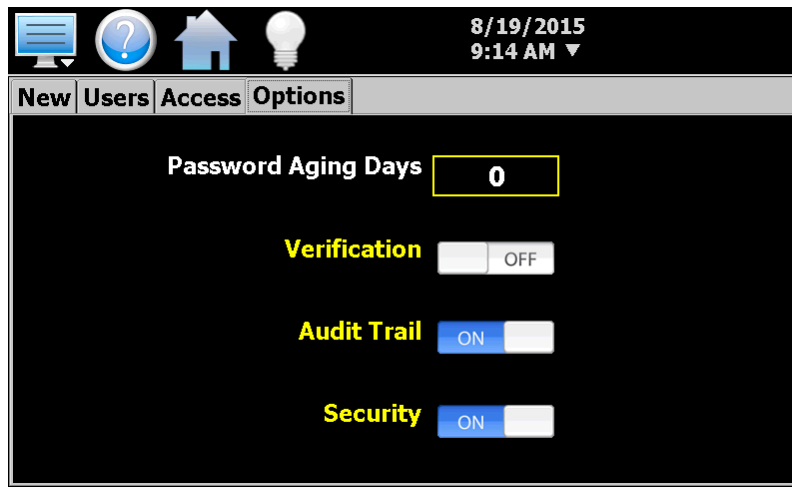 ?
8/19/2015
9:14 AM ▼
New Users Access Options
Password Aging Days 0
Verification OFF
Audit Trail ON
Security ON